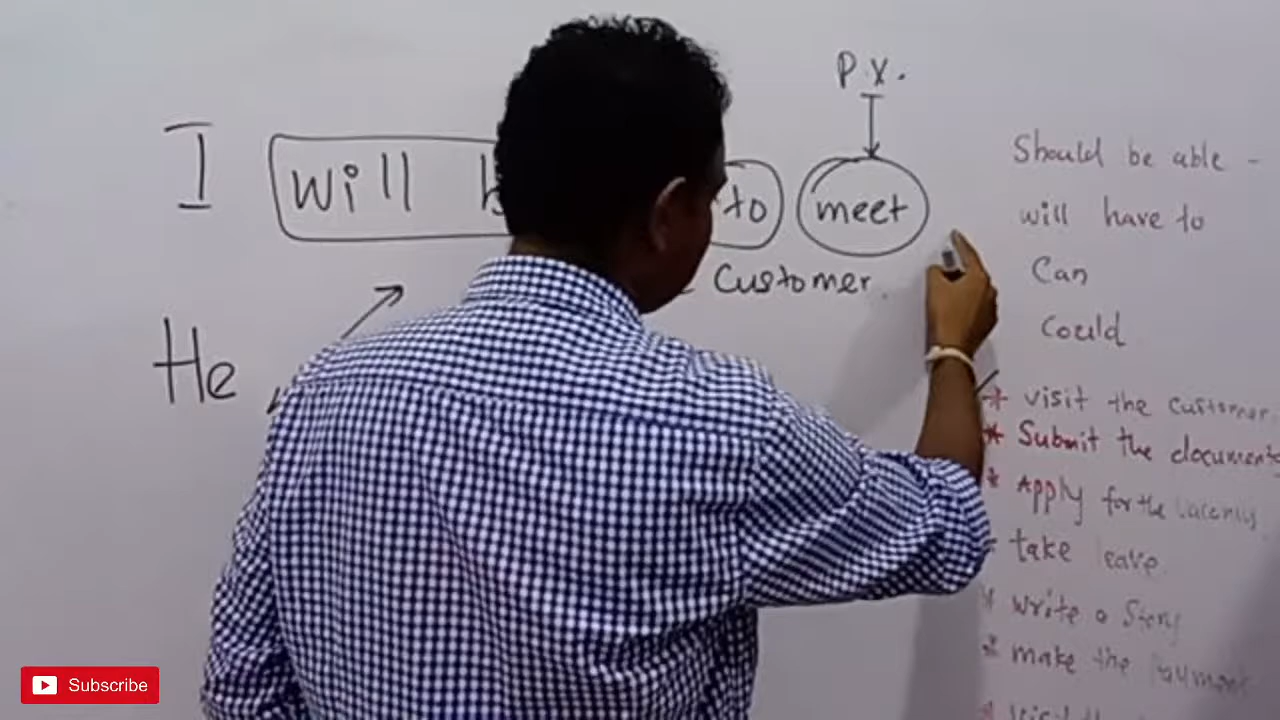 P.V.
I will to meet
Customer.
He
Should be able -
will have to
Can
Could
* visit the customer
* Submit the documents
* Apply for the
* take leave
* write a Story
* make the
Subscribe